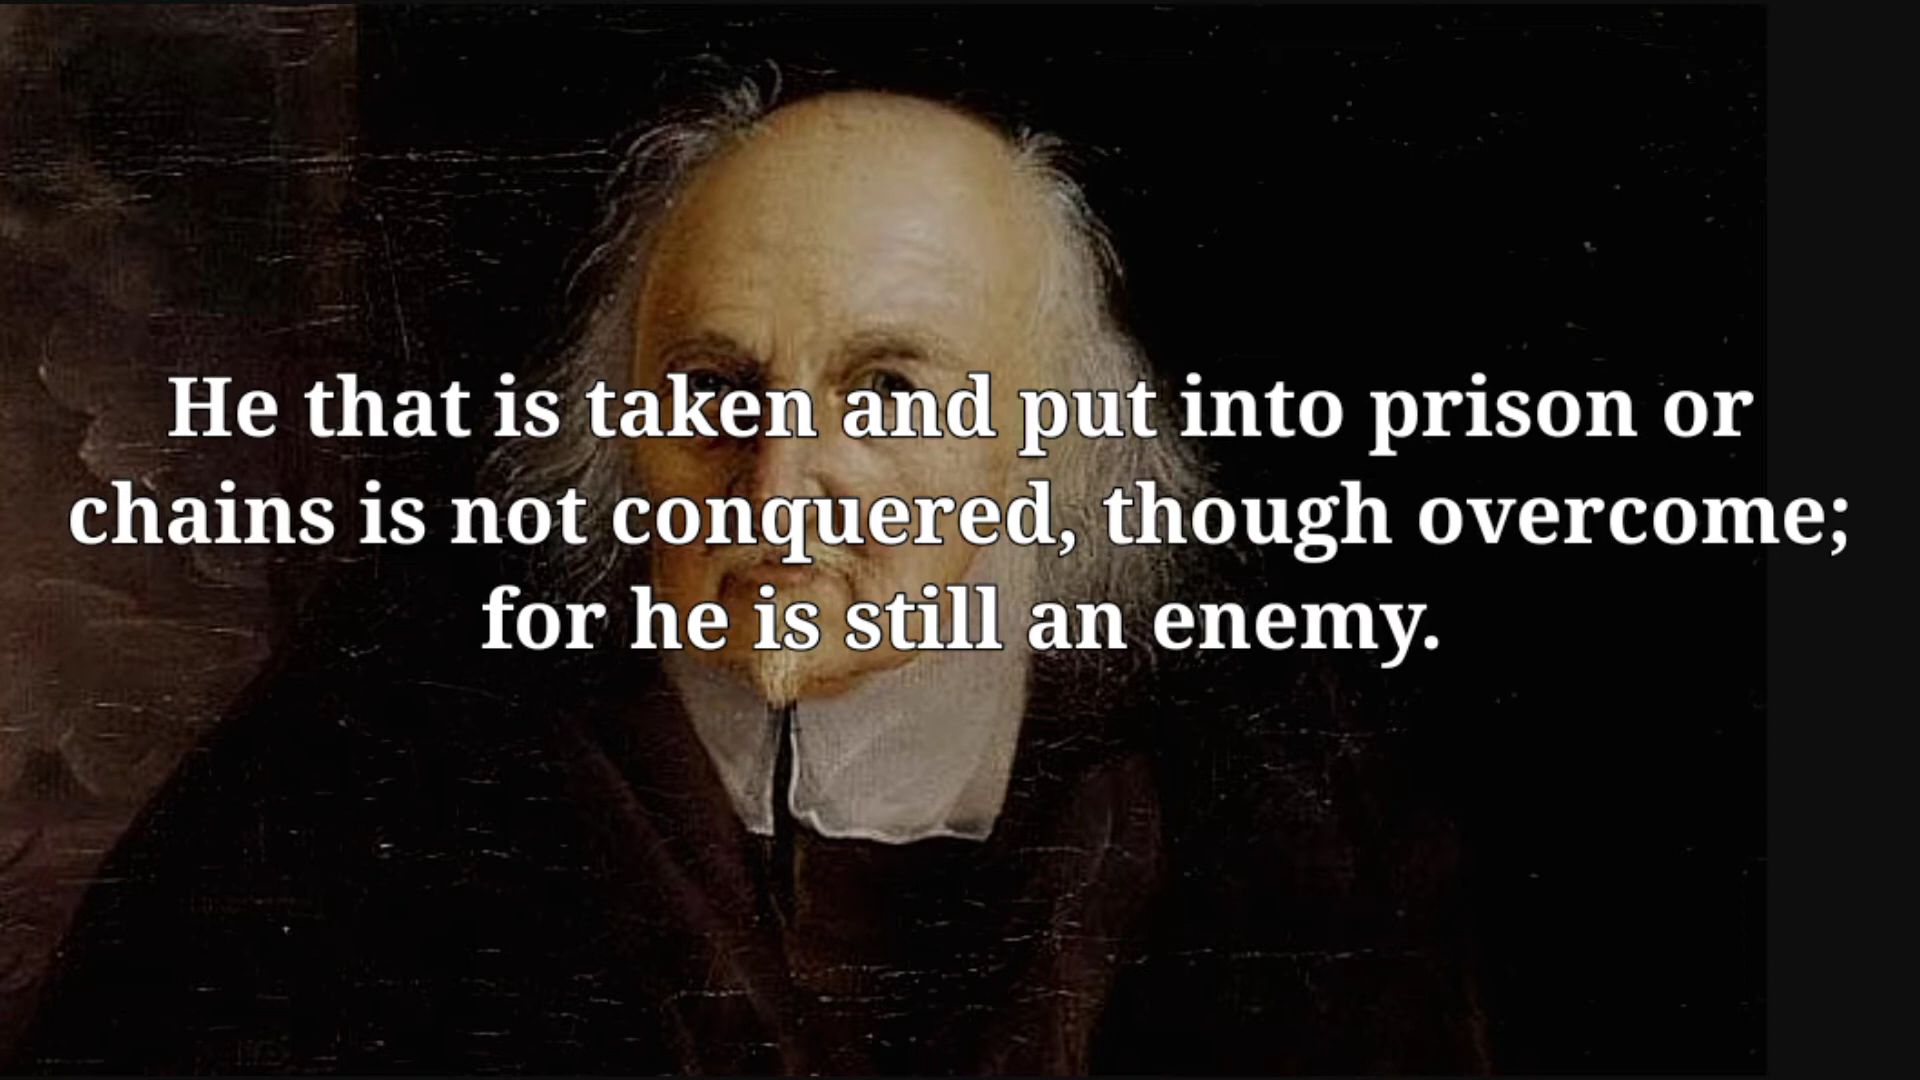 He that is taken and put into prison or
chains is not conquered, though overcome;
for he is still an enemy.